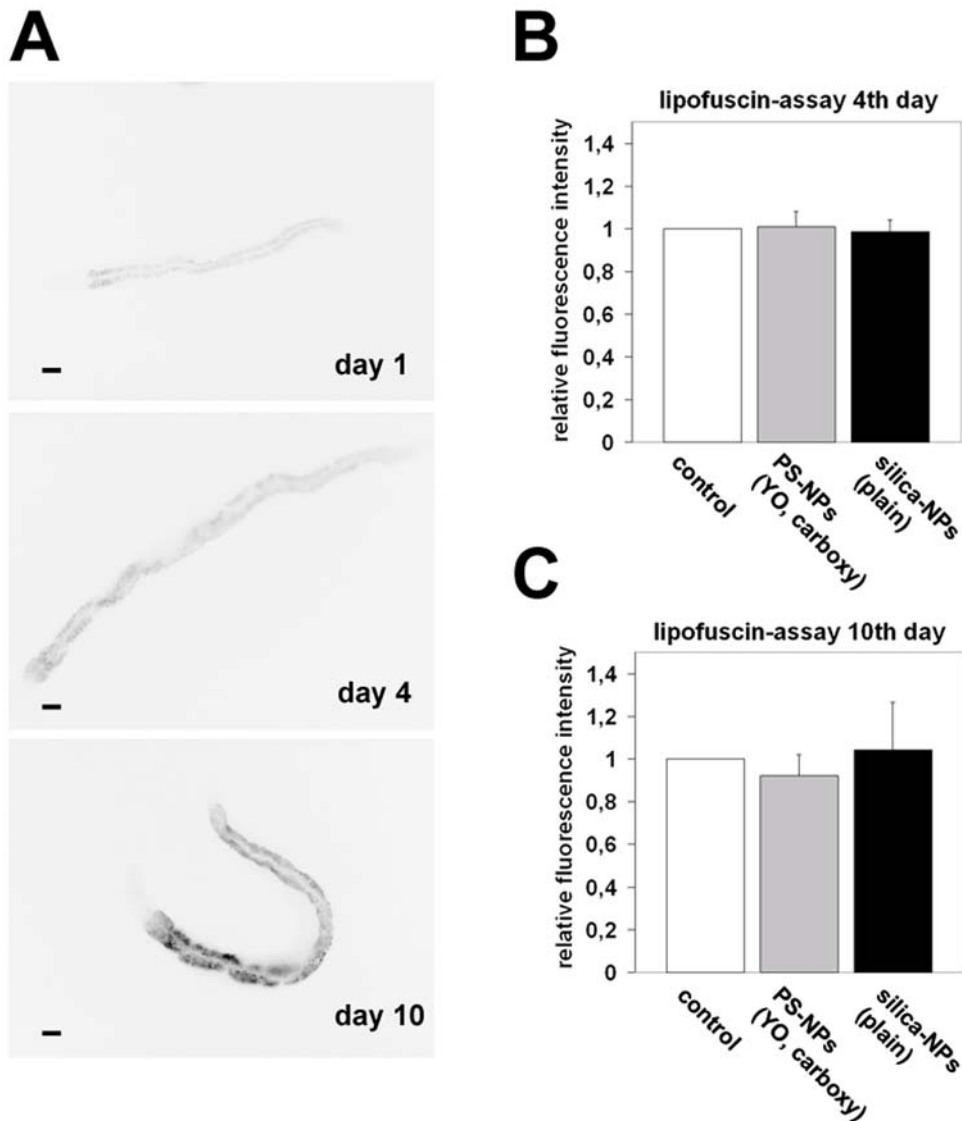 A
day 1
day 4
day 10
B
lipofuscin-assay 4th day
relative fluorescence intensity
1,4
1,2
1
0,8
0,6
0,4
0,2
0
control
PS-NPs
(YO, carboxy)
silica-NPs
(plain)
C
lipofuscin-assay 10th day
relative fluorescence intensity
1,4
1,2
1
0,8
0,6
0,4
0,2
0
control
PS-NPs
(YO, carboxy)
silica-NPs
(plain)